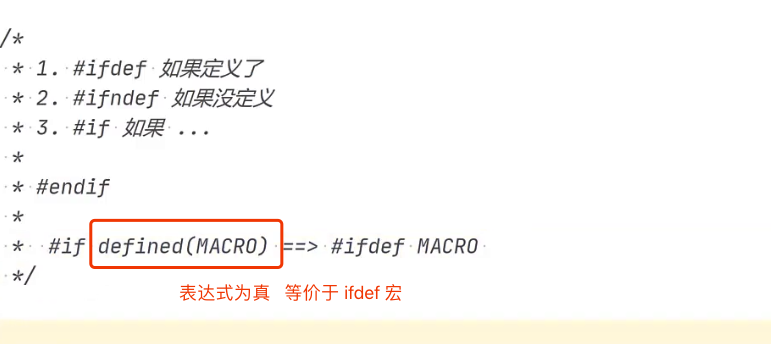 /*
* 1. #ifdef 如果定义了
* 2. #ifndef 如果没定义
* 3. #if 如果 ...
*
* #endif
*
* #if defined(MACRO) ==> #ifdef MACRO
*/
表达式为真 等价于 ifdef 宏